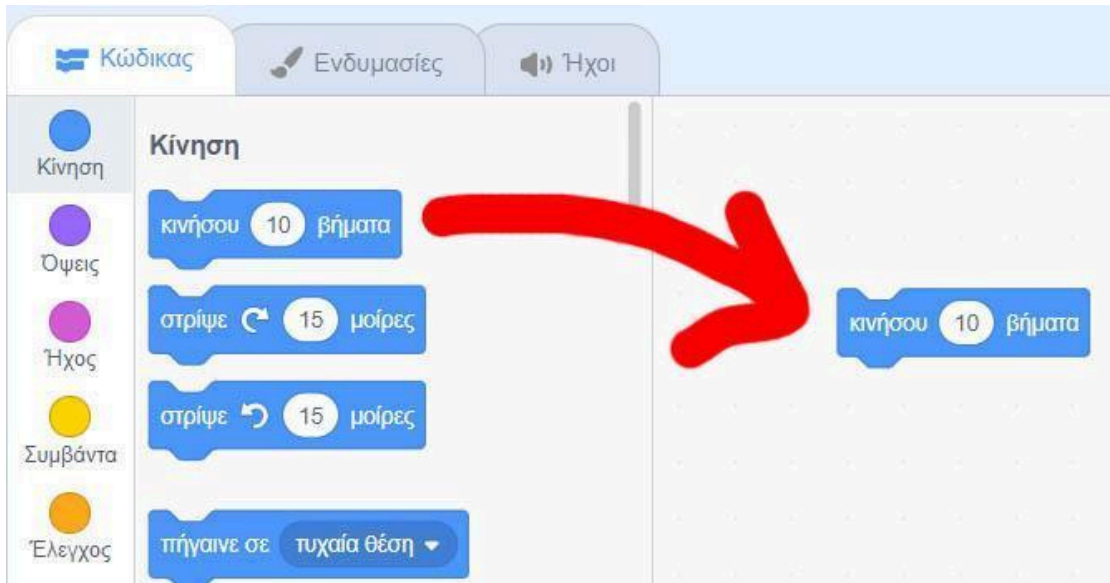 Κώδικας Ενδυμασίες Ήχοι
Κίνηση
Όψεις
Ήχος
Συμβάντα
Έλεγχος
Κίνηση
κινήσου 10 βήματα
στρίψε 15 μοίρες
στρίψε 15 μοίρες
πήγαινε σε τυχαία θέση
κινήσου 10 βήματα